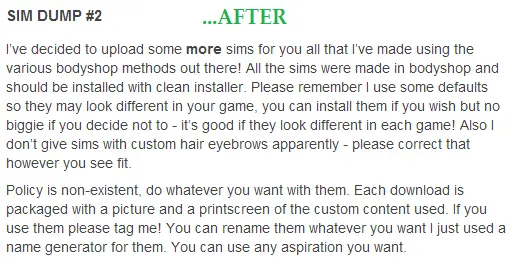 SIM DUMP #2 ...AFTER
I've decided to upload some more sims for you all that I've made using the
various bodyshop methods out there! All the sims were made in bodyshop and
should be installed with clean installer. Please remember I use some defaults
so they may look different in your game, you can install them if you wish but no
biggie if you decide not to - it's good if they look different in each game! Also I
don't give sims with custom hair eyebrows apparently - please correct that
however you see fit.
Policy is non-existent, do whatever you want with them. Each download is
packaged with a picture and a printscreen of the custom content used. If you
use them please tag me! You can rename them whatever you want I just used a
name generator for them. You can use any aspiration you want.